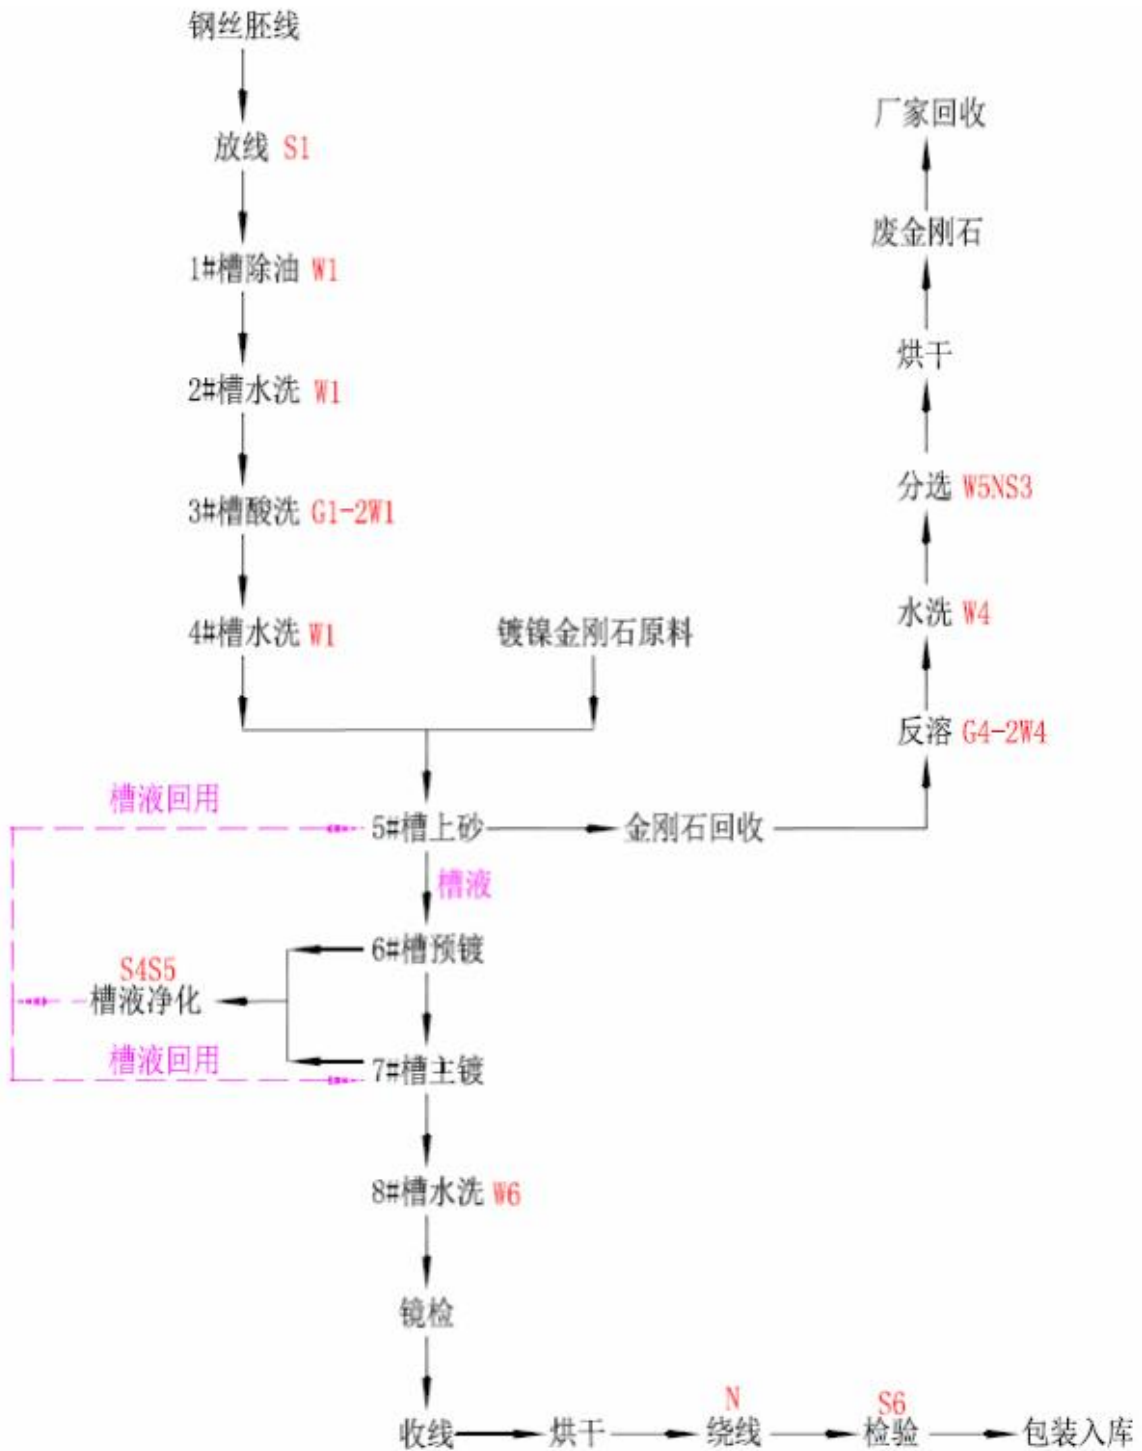 钢丝胚线
厂家回收
放线 S1
废金刚石
1#槽除油 W1
烘干
2#槽水洗 W1
分选 W5NS3
3#槽酸洗 G1-2W1
水洗 W4
4#槽水洗 W1
镀镍金刚石原料
反溶 G4-2W4
槽液回用
5#槽上砂
金刚石回收
槽液
6#槽预镀
S4S5
槽液净化
槽液回用
7#槽主镀
8#槽水洗 W6
镜检
收线
烘干
N
绕线
S6
检验
包装入库